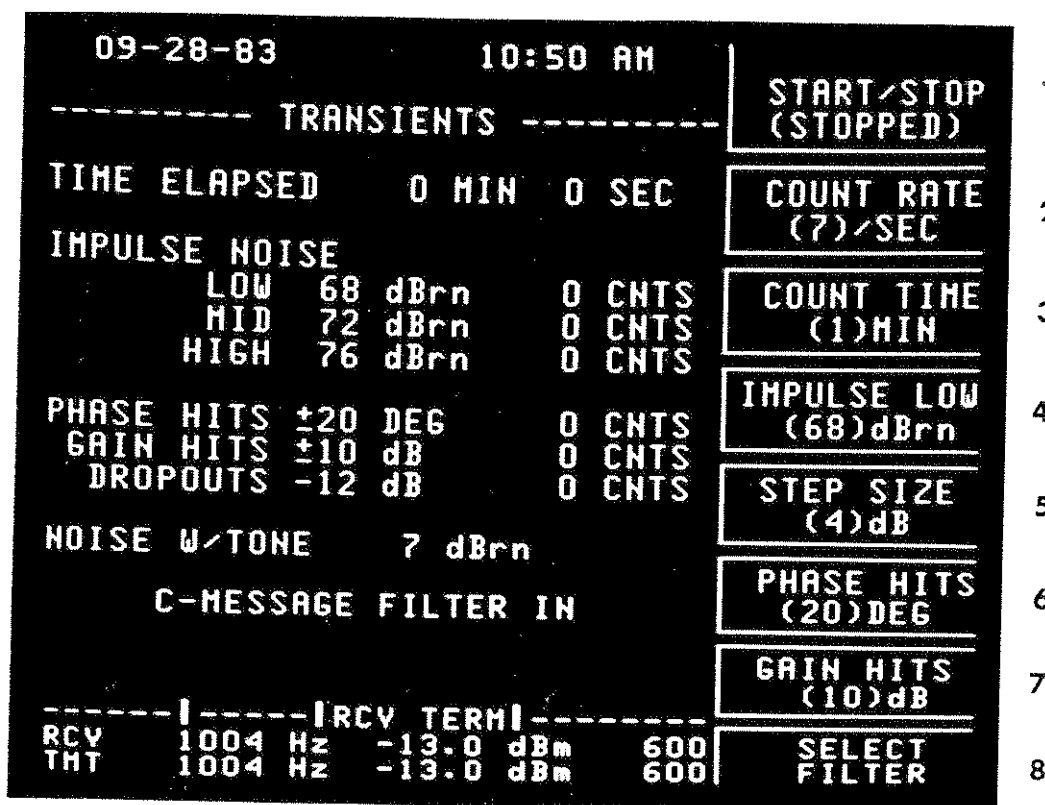 09-28-83 10:50 AM
--------- TRANSIENTS ---------
TIME ELAPSED 0 MIN 0 SEC
IMPULSE NOISE
LOW 68 dBrn 0 CNTS
MID 72 dBrn 0 CNTS
HIGH 76 dBrn 0 CNTS
PHASE HITS ±20 DEG 0 CNTS
GAIN HITS ±10 dB 0 CNTS
DROPOUTS -12 dB 0 CNTS
NOISE W/TONE 7 dBrn
C-MESSAGE FILTER IN
RCV TERM
RCV 1004 Hz -13.0 dBm 600
TMT 1004 Hz -13.0 dBm 600
START/STOP
(STOPPED)
COUNT RATE
(7)/SEC
2
COUNT TIME
(1)MIN
3
IMPULSE LOW
(68)dBrn
4
STEP SIZE
(4)dB
5
PHASE HITS
(20)DEG
6
GAIN HITS
(10)dB
7
SELECT
FILTER
8